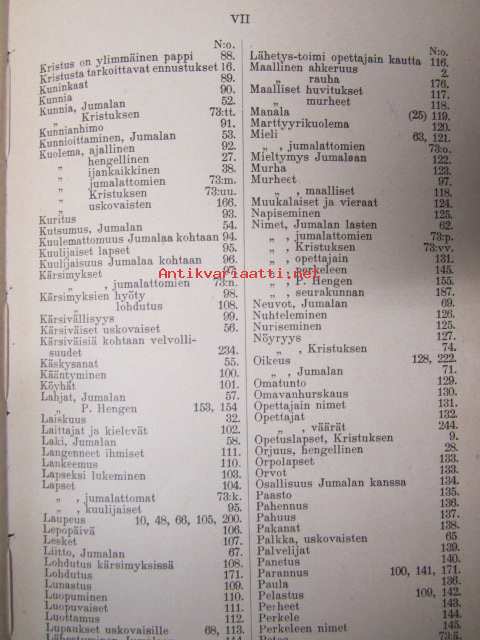 VII
N:o.
Kristus on ylimmäinen pappi 88.
Kristusta tarkoittavat ennustukset 16.
Kuninkaat 89.
Kunnia 90.
Kunnia, Jumalan 52.
„ Kristuksen 73:tt.
Kunnianhimo 91.
Kunnioittaminen, Jumalan 53.
Kuolema, ajallinen 92.
„ hengellinen 27.
„ ijankaikkinen 38.
„ jumalattomien 73:m.
„ Kristuksen 73:uu.
„ uskovaisten 166.
Kuritus 93.
Kutsumus, Jumalan 54.
Kuulemattomuus Jumalaa kohtaan 94.
Kuulijaiset lapset 95.
Kuulijaisuus Jumalaa kohtaan 96.
Kärsimykset 97.
„ , jumalattomien 73:n.
Kärsimyksien hyöty 98.
„ lohdutus 108.
Kärsivällisyys 99.
Kärsiväiset uskovaiset 56.
Kärsiväisiä kohtaan velvolli-
suudet 234.
Käskysanat 55.
Kääntyminen 100.
Köyhät 101.
Lahjat, Jumalan 57.
„ P. Hengen 153, 154
Laiskuus 32.
Laittajat ja kielevät 102.
Laki, Jumalan 58.
Langenneet ihmiset 111.
Lankeemus 110.
Lapseksi lukeminen 103.
Lapset 104.
„ , jumalattomat 73:k.
„ , kuulijaiset 95.
Laupeus 10, 48, 66, 105, 200.
Lepopäivä 106.
Lesket 107.
Liitto, Jumalan 67.
Lohdutus kärsimyksissä 108.
Lohdutus 171.
Lunastus 109.
Luopuminen 110.
Luopuvaiset 111.
Luottamus 112.
Lupaukset uskovaisille 68, 113.
N:o.
Lähetys-toimi opettajain kautta 116.
Maallinen ahkeruus 2.
„ rauha 176.
Maalliset huvitukset 117.
„ murheet 118.
Manala (25) 119.
Marttyyrikuolema 120.
Mieli 63, 121.
„ , jumalattomien 73:o.
Mieltymys Jumalaan 122.
Murha 123.
Murheet 97.
„ , maalliset 118.
Muukalaiset ja vieraat 124.
Napiseminen 125.
Nimet, Jumalan lasten 62.
„ , jumalattomien 73:p.
„ , Kristuksen 73:vv.
„ , opettajain 131.
„ , perkeleen 145.
„ , P. Hengen 155.
„ , seurakunnan 187.
Neuvot, Jumalan 69.
Nuhteleminen 126.
Nuriseminen 125.
Nöyryys 127.
„ , Kristuksen 74.
Oikeus 128, 222.
„ , Jumalan 71.
Omatunto 129.
Omavanhurskaus 130.
Opettajain nimet 131.
Opettajat 132.
„ , väärät 244.
Opetuslapset, Kristuksen 9.
Orjuus, hengellinen 28.
Orpolapset 133.
Orvot 133.
Osallisuus Jumalan kanssa 134.
Paasto 135.
Pahennus 136.
Pahuus 137.
Pakanat 138.
Palkka, uskovaisten 65.
Palvelijat 139.
Panetus 140.
Parannus 100, 141, 171.
Paula 136.
Pelastus 109, 142.
Perheet 143.
Perkele 144.
Perkeleen nimet 145.
Antikvariaatti.net